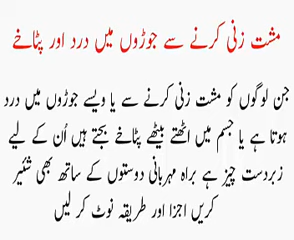 مشت زنی کرنے سے جوڑوں میں درد اور پٹاخے
جن لوگوں کو مشت زنی کرنے سے یا ویسے جوڑوں میں درد
ہوتا ہے یا جسم میں اٹھتے بیٹھے پٹاخے بجتے ہیں اُن کے لیے
زبردست چیز ہے براہ مہربانی دوستوں کے ساتھ بھی شئیر
کریں اجزا اور طریقہ نوٹ کر لیں